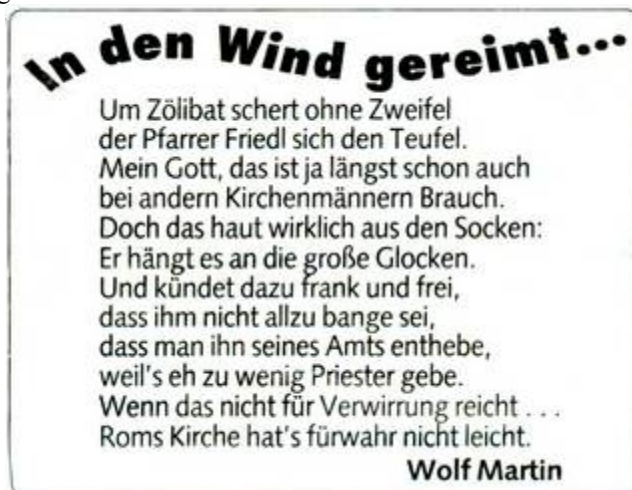 In den Wind gereimt...
Um Zölibat schert ohne Zweifel
der Pfarrer Friedl sich den Teufel.
Mein Gott, das ist ja längst schon auch
bei andern Kirchenmännern Brauch.
Doch das haut wirklich aus den Socken:
Er hängt es an die große Glocken.
Und kündet dazu frank und frei,
dass ihm nicht allzu bange sei,
dass man ihn seines Amts enthebe,
weil's eh zu wenig Priester gebe.
Wenn das nicht für Verwirrung reicht . . .
Roms Kirche hat's fürwahr nicht leicht.
Wolf Martin